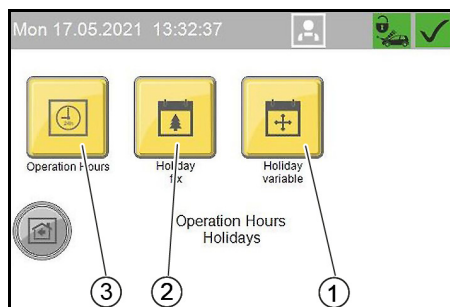 Mon 17.05.2021 13:32:37
24h
Operation Hours
Holiday
fix
Holiday
variable
Operation Hours
Holidays
3
2
1